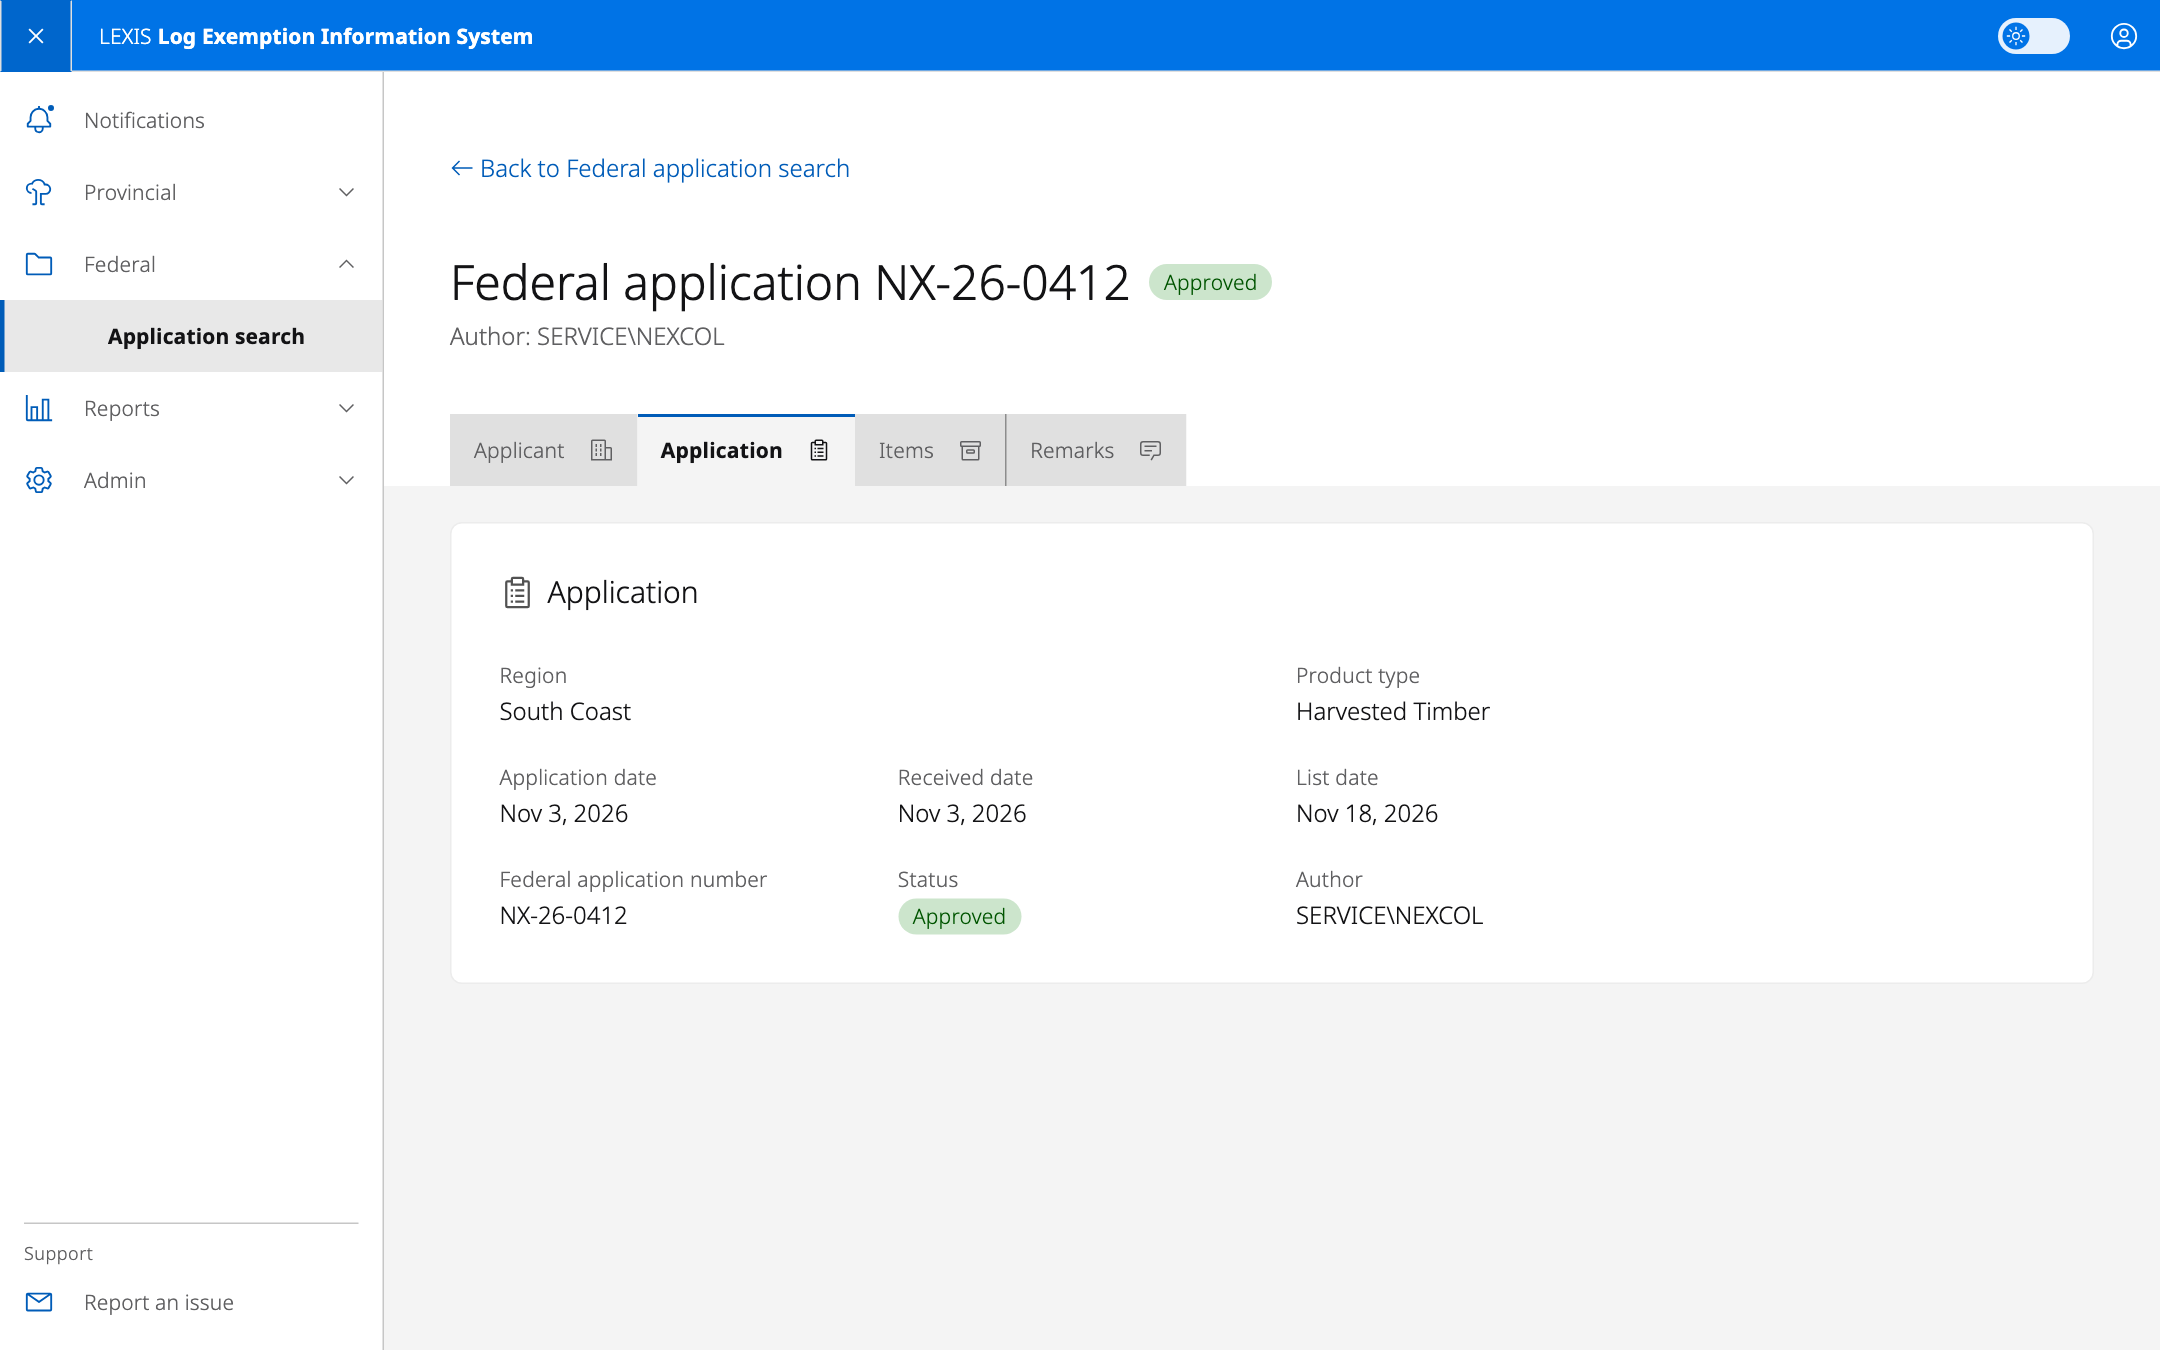 LEXIS Log Exemption Information System
Notifications
Provincial
Federal
Application search
Reports
Admin
Support
Report an issue
Back to Federal application search
Federal application NX-26-0412 Approved
Author: SERVICE\NEXCOL
Applicant Application Items Remarks
Application
Region Product type
South Coast Harvested Timber
Application date Received date List date
Nov 3, 2026 Nov 3, 2026 Nov 18, 2026
Federal application number Status Author
NX-26-0412 Approved SERVICE\NEXCOL